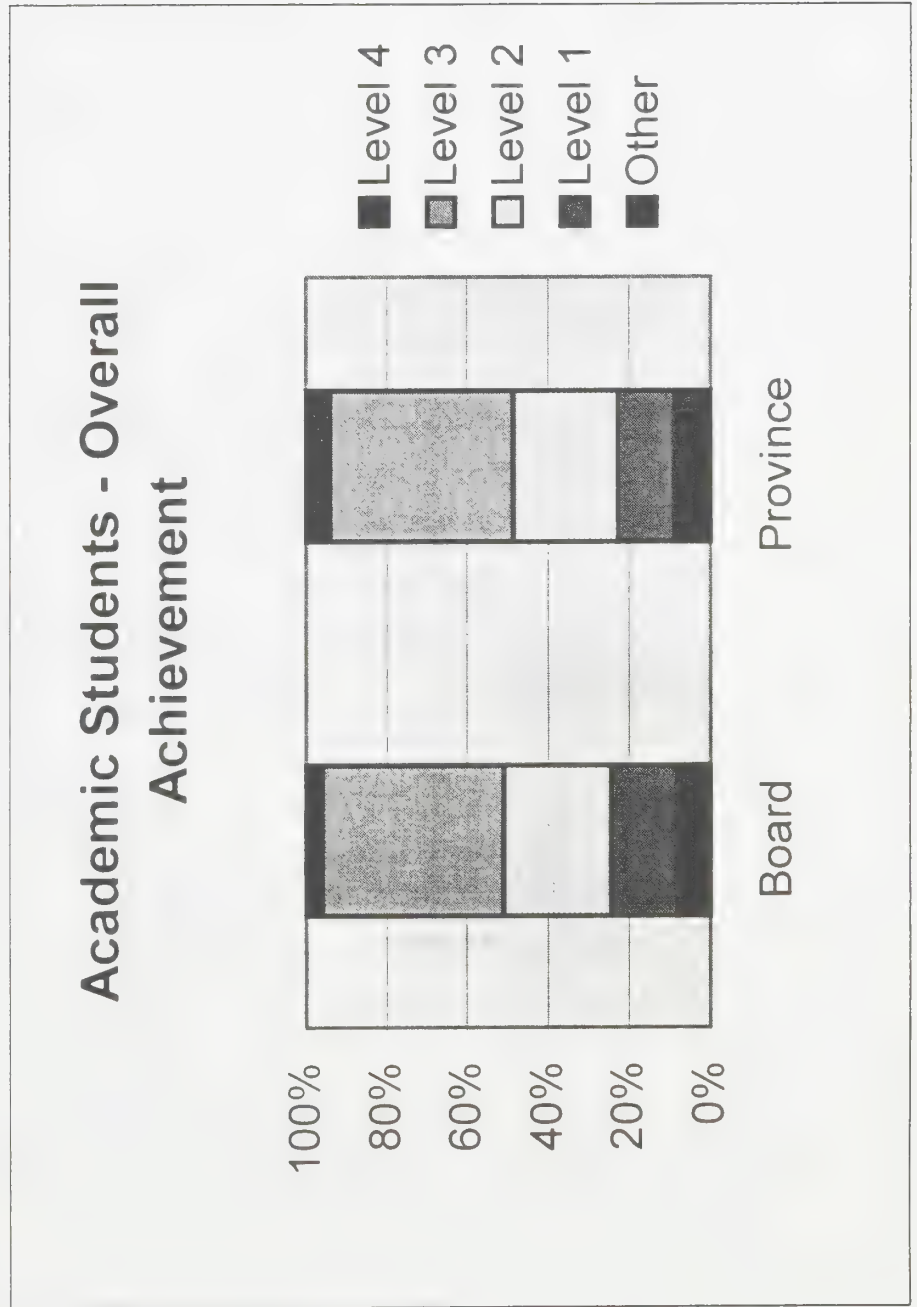 Academic Students - Overall
Achievement
100%
80%
60%
40%
20%
0%
Board
Province
Level 4
Level 3
Level 2
Level 1
Other